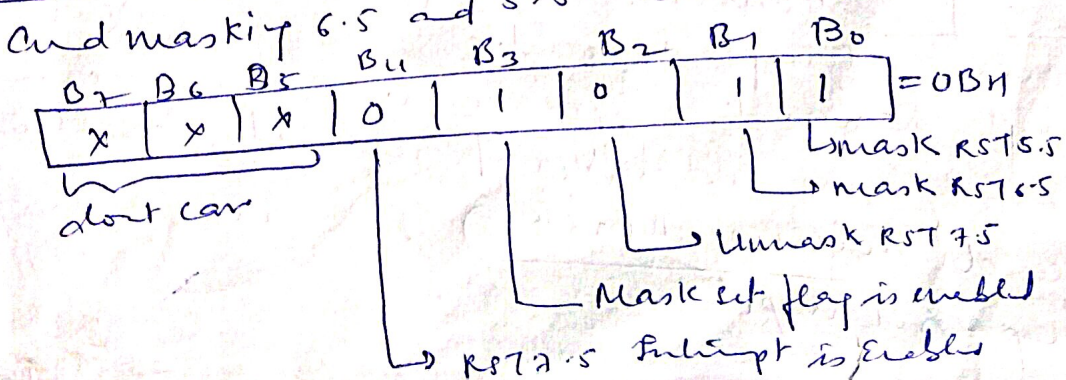 and masking 6.5 and 5.5
B7 B6 B5 B4 B3 B2 B1 B0
x x x 0 1 0 1 1 = 0BH
dont care
mask RST5.5
mask RST6.5
Unmask RST 7.5
Mask set flag is enabled
RST7.5 Interrupt is Enabled